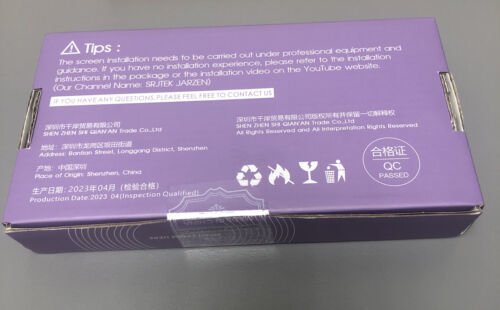 Tips :
The screen installation needs to be carried out under professional equipment and
guidance. If you have no installation experience, please refer to the installation
instructions in the package or the installation video on the YouTube website.
(Our Channel Name: SRJTEK JARZEN)
IF YOU HAVE ANY QUESTIONS,PLEASE FEEL FREE TO CONTACT US
深圳市千岸贸易有限公司
SHEN ZHEN SHI QIAN'AN Trade Co.,Ltd
地址: 深圳市龙岗区坂田街道
Address: Bantian Street, Longgang District, Shenzhen
产地: 中国深圳
Place of Origin: Shenzhen, China
生产日期: 2023年04月 (检验合格)
Production Date:2023 04(Inspection Qualified)
深圳市千岸贸易有限公司版权所有并保留一切解释权
SHEN ZHEN SHI QIAN'AN Trade Co.,Ltd
All Rights Reserved and All Interpretation Rights Reserved.
合格证
QC
PASSED